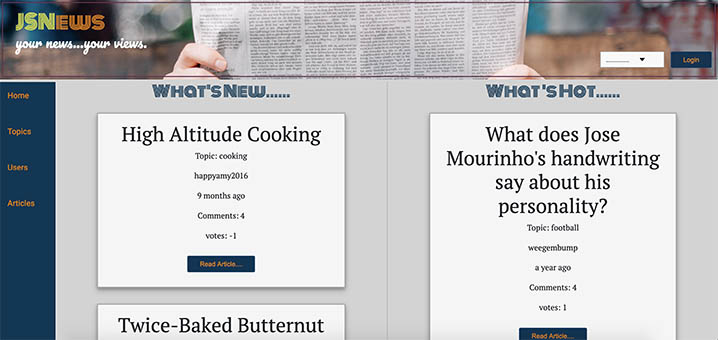 JSNews
your news...your views.
Login
Home
Topics
Users
Articles
What's New......
High Altitude Cooking
Topic: cooking
happyamy2016
9 months ago
Comments: 4
votes: -1
Read Article....
Twice-Baked Butternut
What's Hot......
What does Jose
Mourinho's handwriting
say about his
personality?
Topic: football
weegembump
a year ago
Comments: 4
votes: 1
Read Article....